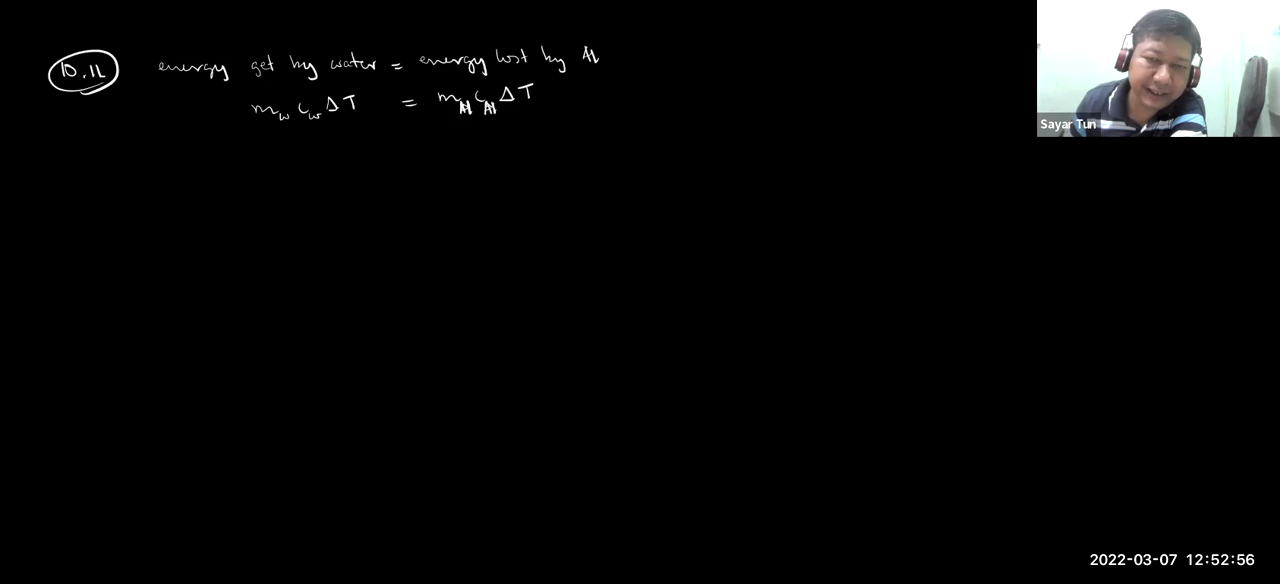 10.11 energy get by water = energy lost by Al
m_w c_w ΔT = m_Al c_Al ΔT
Sayar Tun
2022-03-07 12:52:56